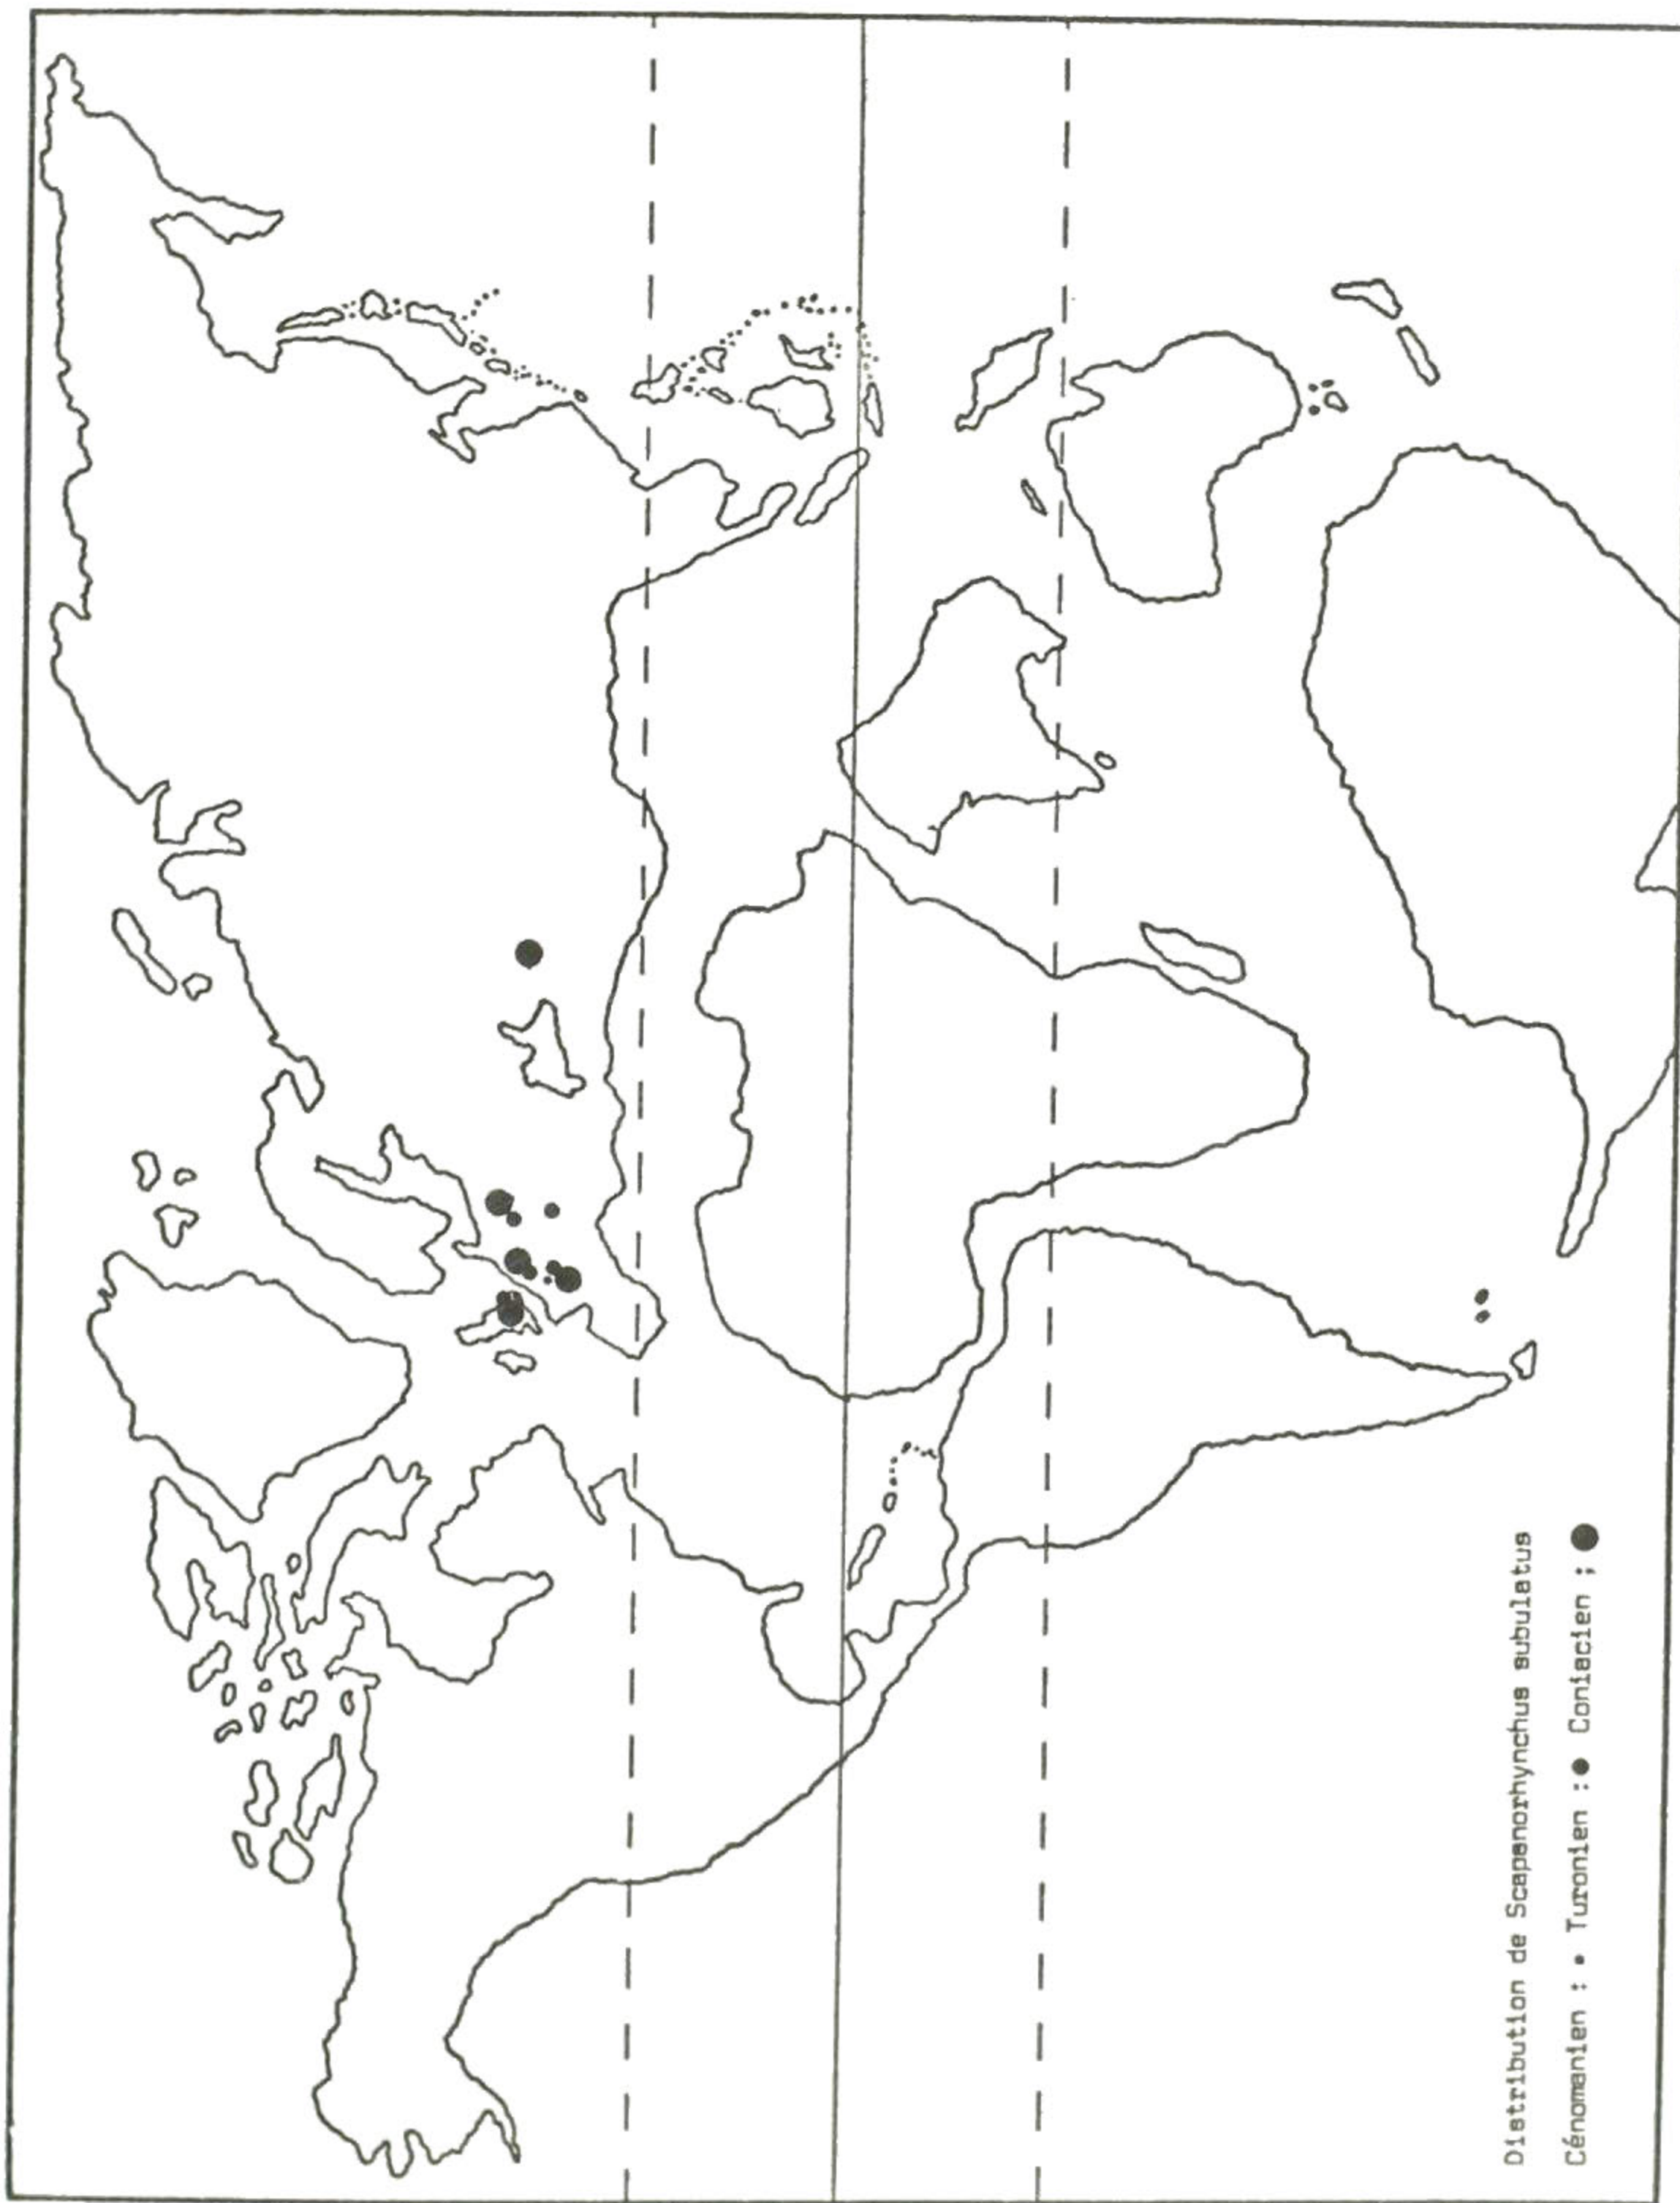 Distribution de Scapanorhynchus subulatus
Cénomanien : • Turonien : ● Coniacien ; ●